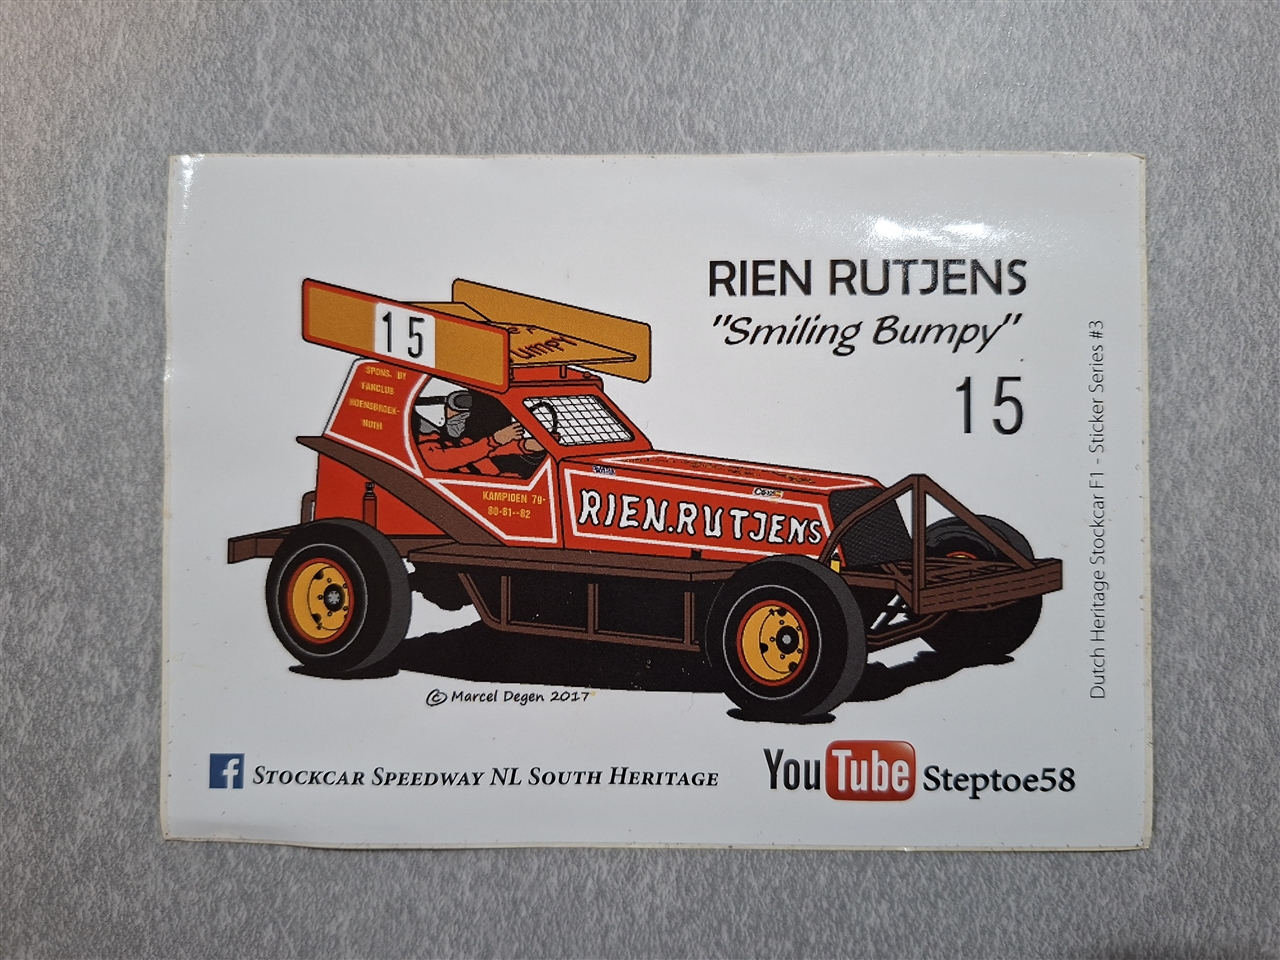 RIEN RUTJENS
"Smiling Bumpy"
15
15
SPONS. BY
FANCLUB
HOENSBROEK-
NUTH
KAMPIOEN 79-
80-81--82
RIEN.RUTJENS
Dutch Heritage Stockcar F1 - Sticker Series #3
© Marcel Degen 2017
f STOCKCAR SPEEDWAY NL SOUTH HERITAGE
YouTube Steptoe58